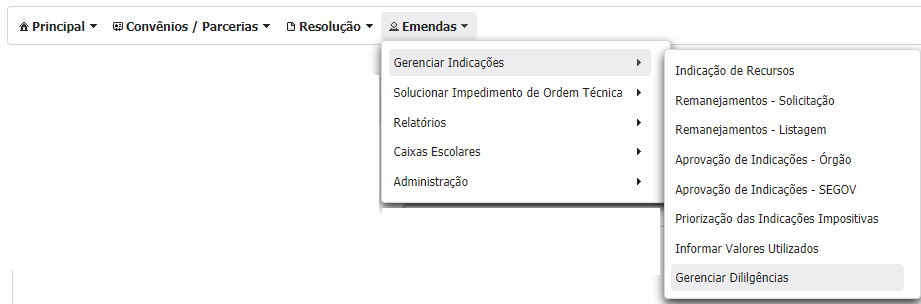 Principal Convênios / Parcerias Resolução Emendas
Gerenciar Indicações
Solucionar Impedimento de Ordem Técnica
Relatórios
Caixas Escolares
Administração
Indicação de Recursos
Remanejamentos - Solicitação
Remanejamentos - Listagem
Aprovação de Indicações - Órgão
Aprovação de Indicações - SEGOV
Priorização das Indicações Impositivas
Informar Valores Utilizados
Gerenciar Dililgências